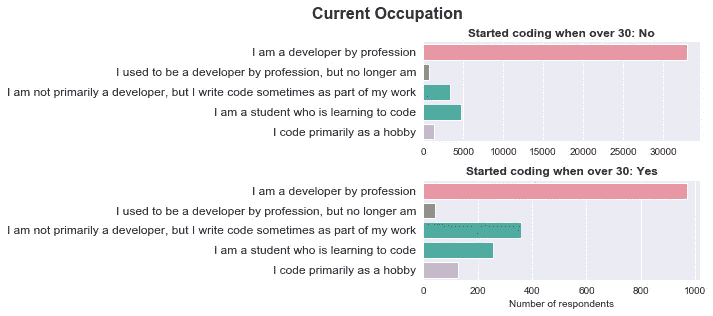 Current Occupation
Started coding when over 30: No
I am a developer by profession
I used to be a developer by profession, but no longer am
I am not primarily a developer, but I write code sometimes as part of my work
I am a student who is learning to code
I code primarily as a hobby
0 5000 10000 15000 20000 25000 30000
Started coding when over 30: Yes
I am a developer by profession
I used to be a developer by profession, but no longer am
I am not primarily a developer, but I write code sometimes as part of my work
I am a student who is learning to code
I code primarily as a hobby
0 200 400 600 800 1000
Number of respondents